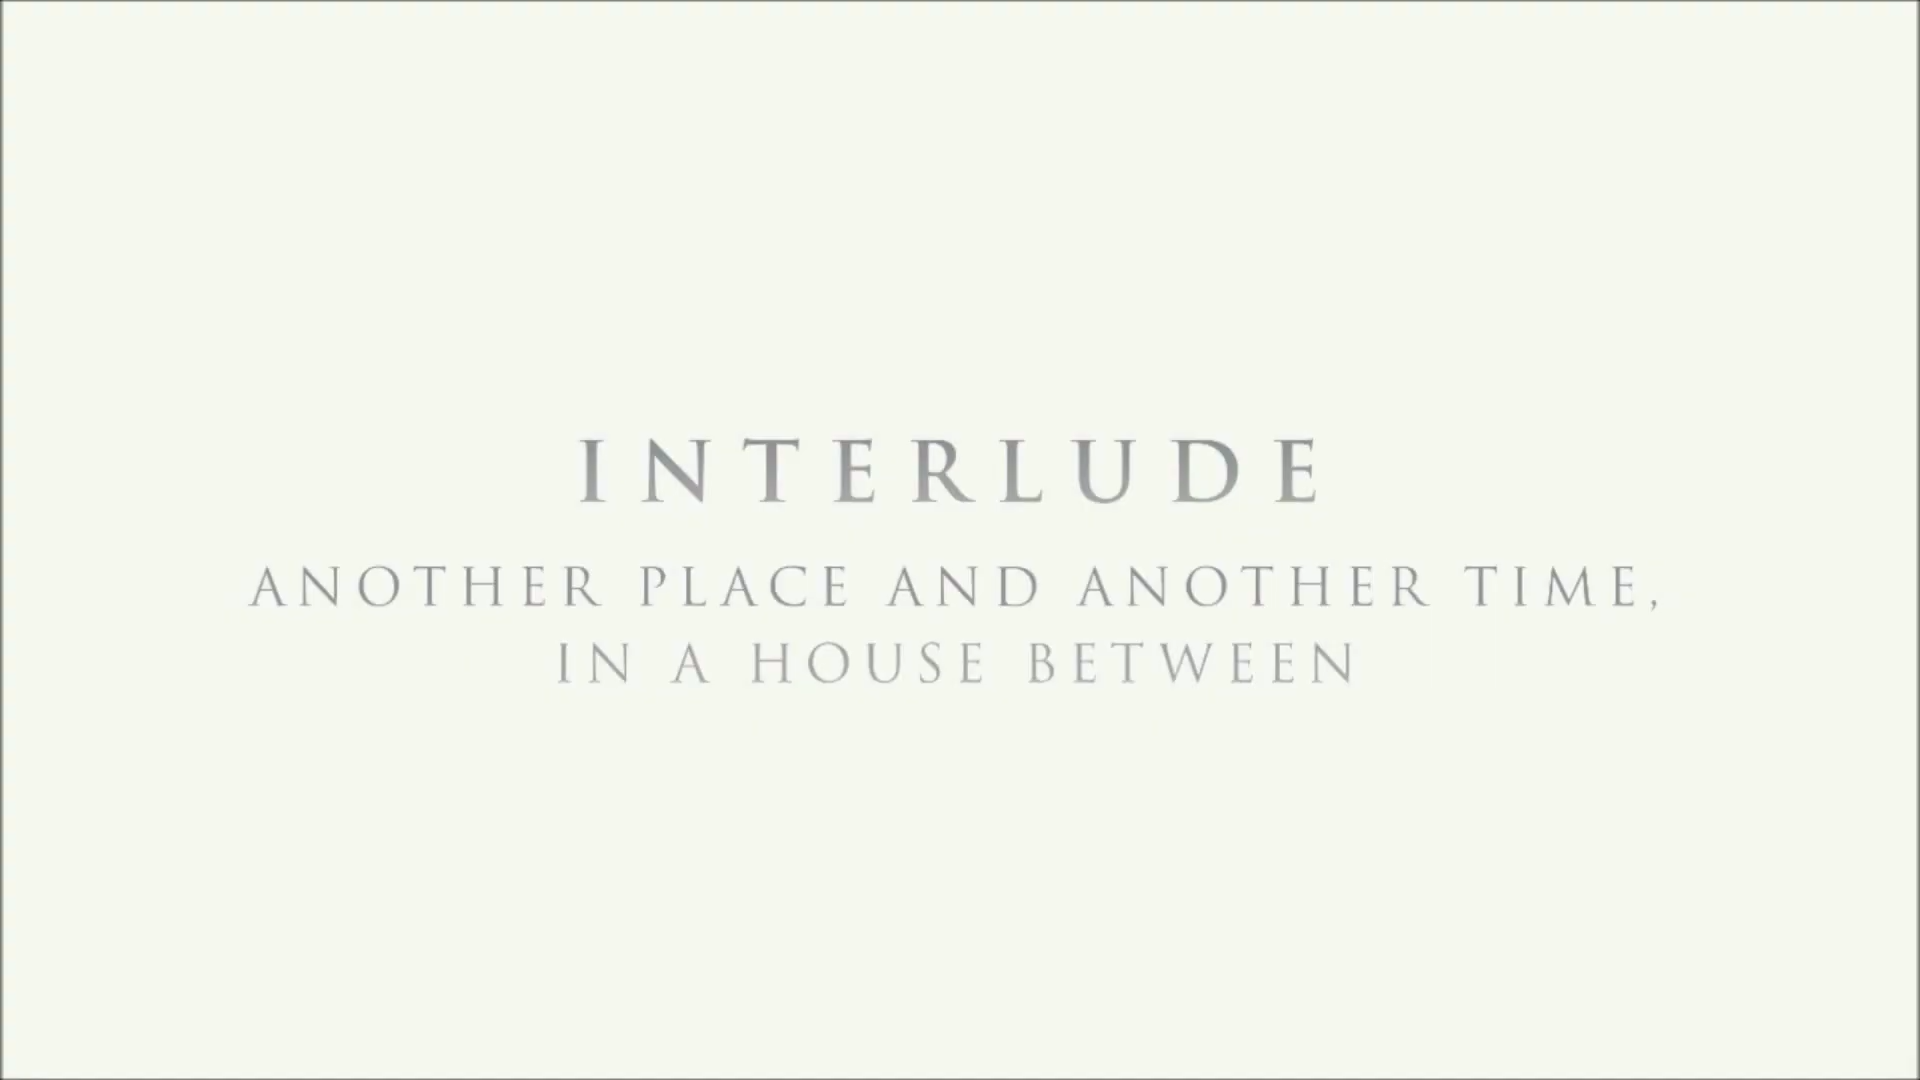 INTERLUDE
ANOTHER PLACE AND ANOTHER TIME,
IN A HOUSE BETWEEN